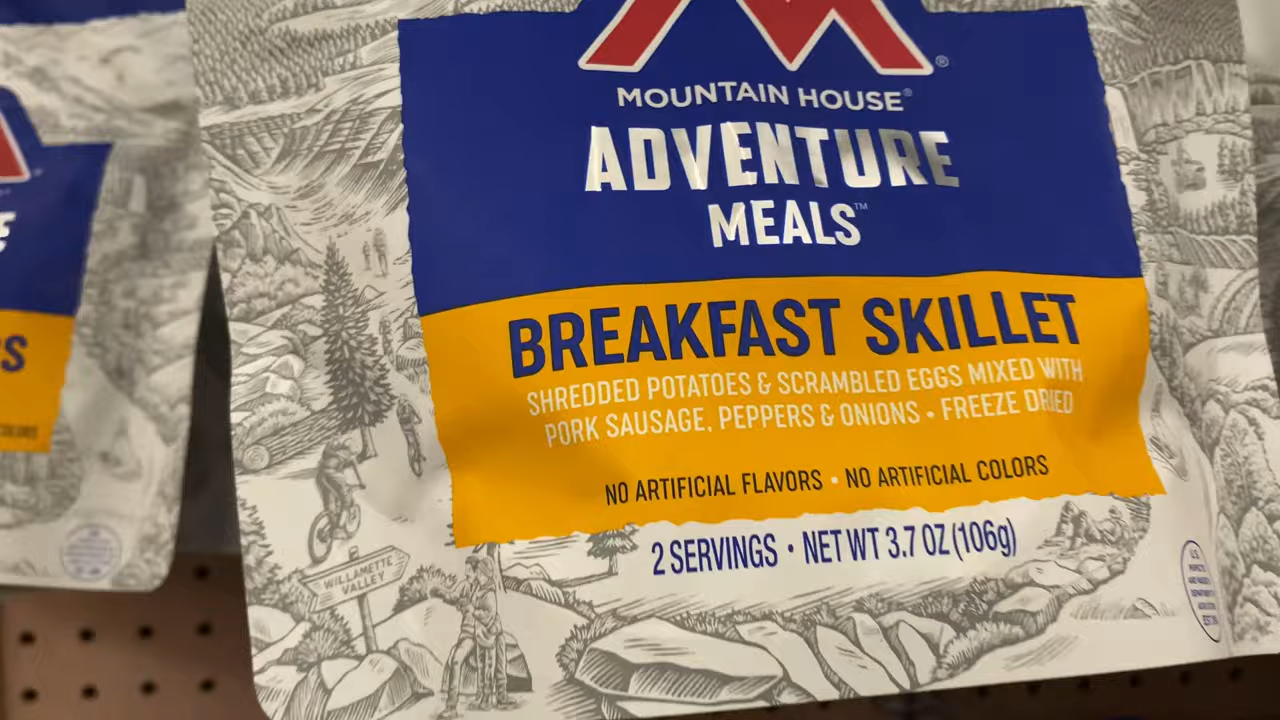 MOUNTAIN HOUSE®
ADVENTURE
MEALS™
BREAKFAST SKILLET
SHREDDED POTATOES & SCRAMBLED EGGS MIXED WITH
PORK SAUSAGE, PEPPERS & ONIONS • FREEZE DRIED
NO ARTIFICIAL FLAVORS • NO ARTIFICIAL COLORS
2 SERVINGS • NET WT 3.7 OZ (106g)
WILLAMETTE
VALLEY